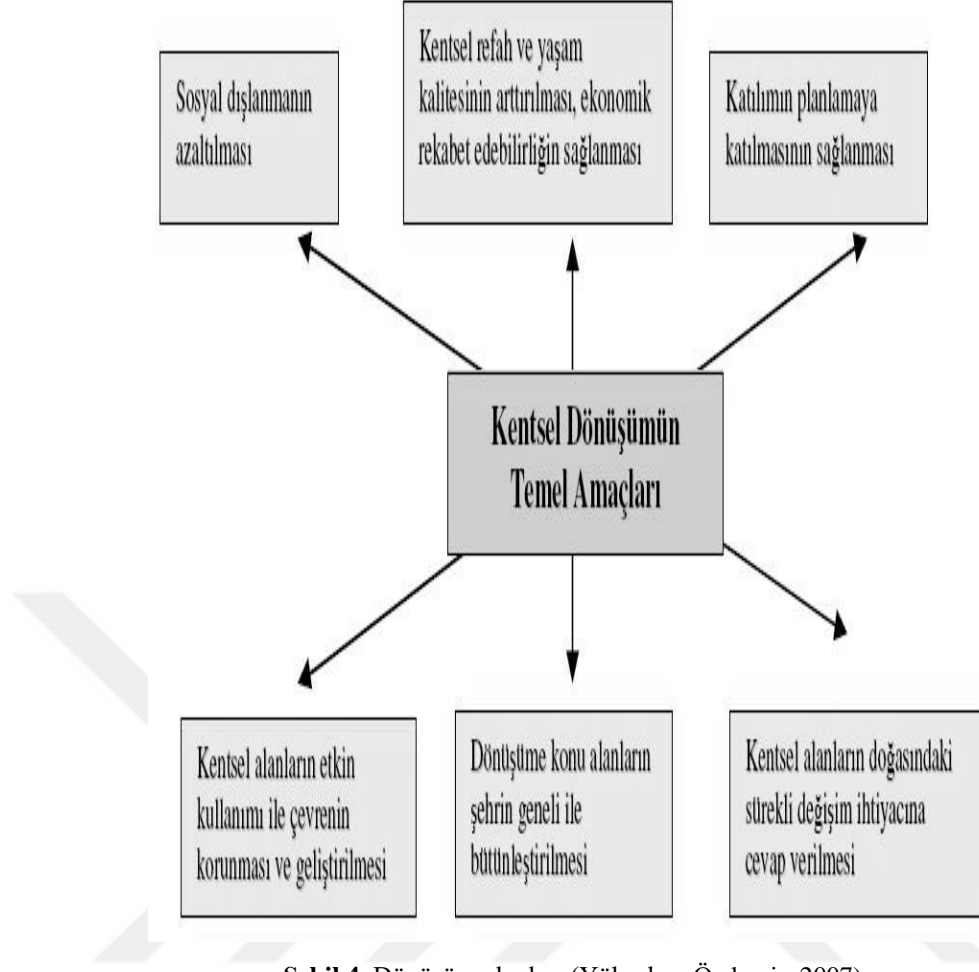 Sosyal dışlanmanın
azaltılması
Kentsel refah ve yaşam
kalitesinin arttırılması, ekonomik
rekabet edebilirliğin sağlanması
Katılımın planlamaya
katılmasının sağlanması
Kentsel Dönüşümün
Temel Amaçları
Kentsel alanların etkin
kullanımı ile çevrenin
korunması ve geliştirilmesi
Dönüşüme konu alanların
şehrin geneli ile
bütünleştirilmesi
Kentsel alanların doğasındaki
sürekli değişim ihtiyacına
cevap verilmesi